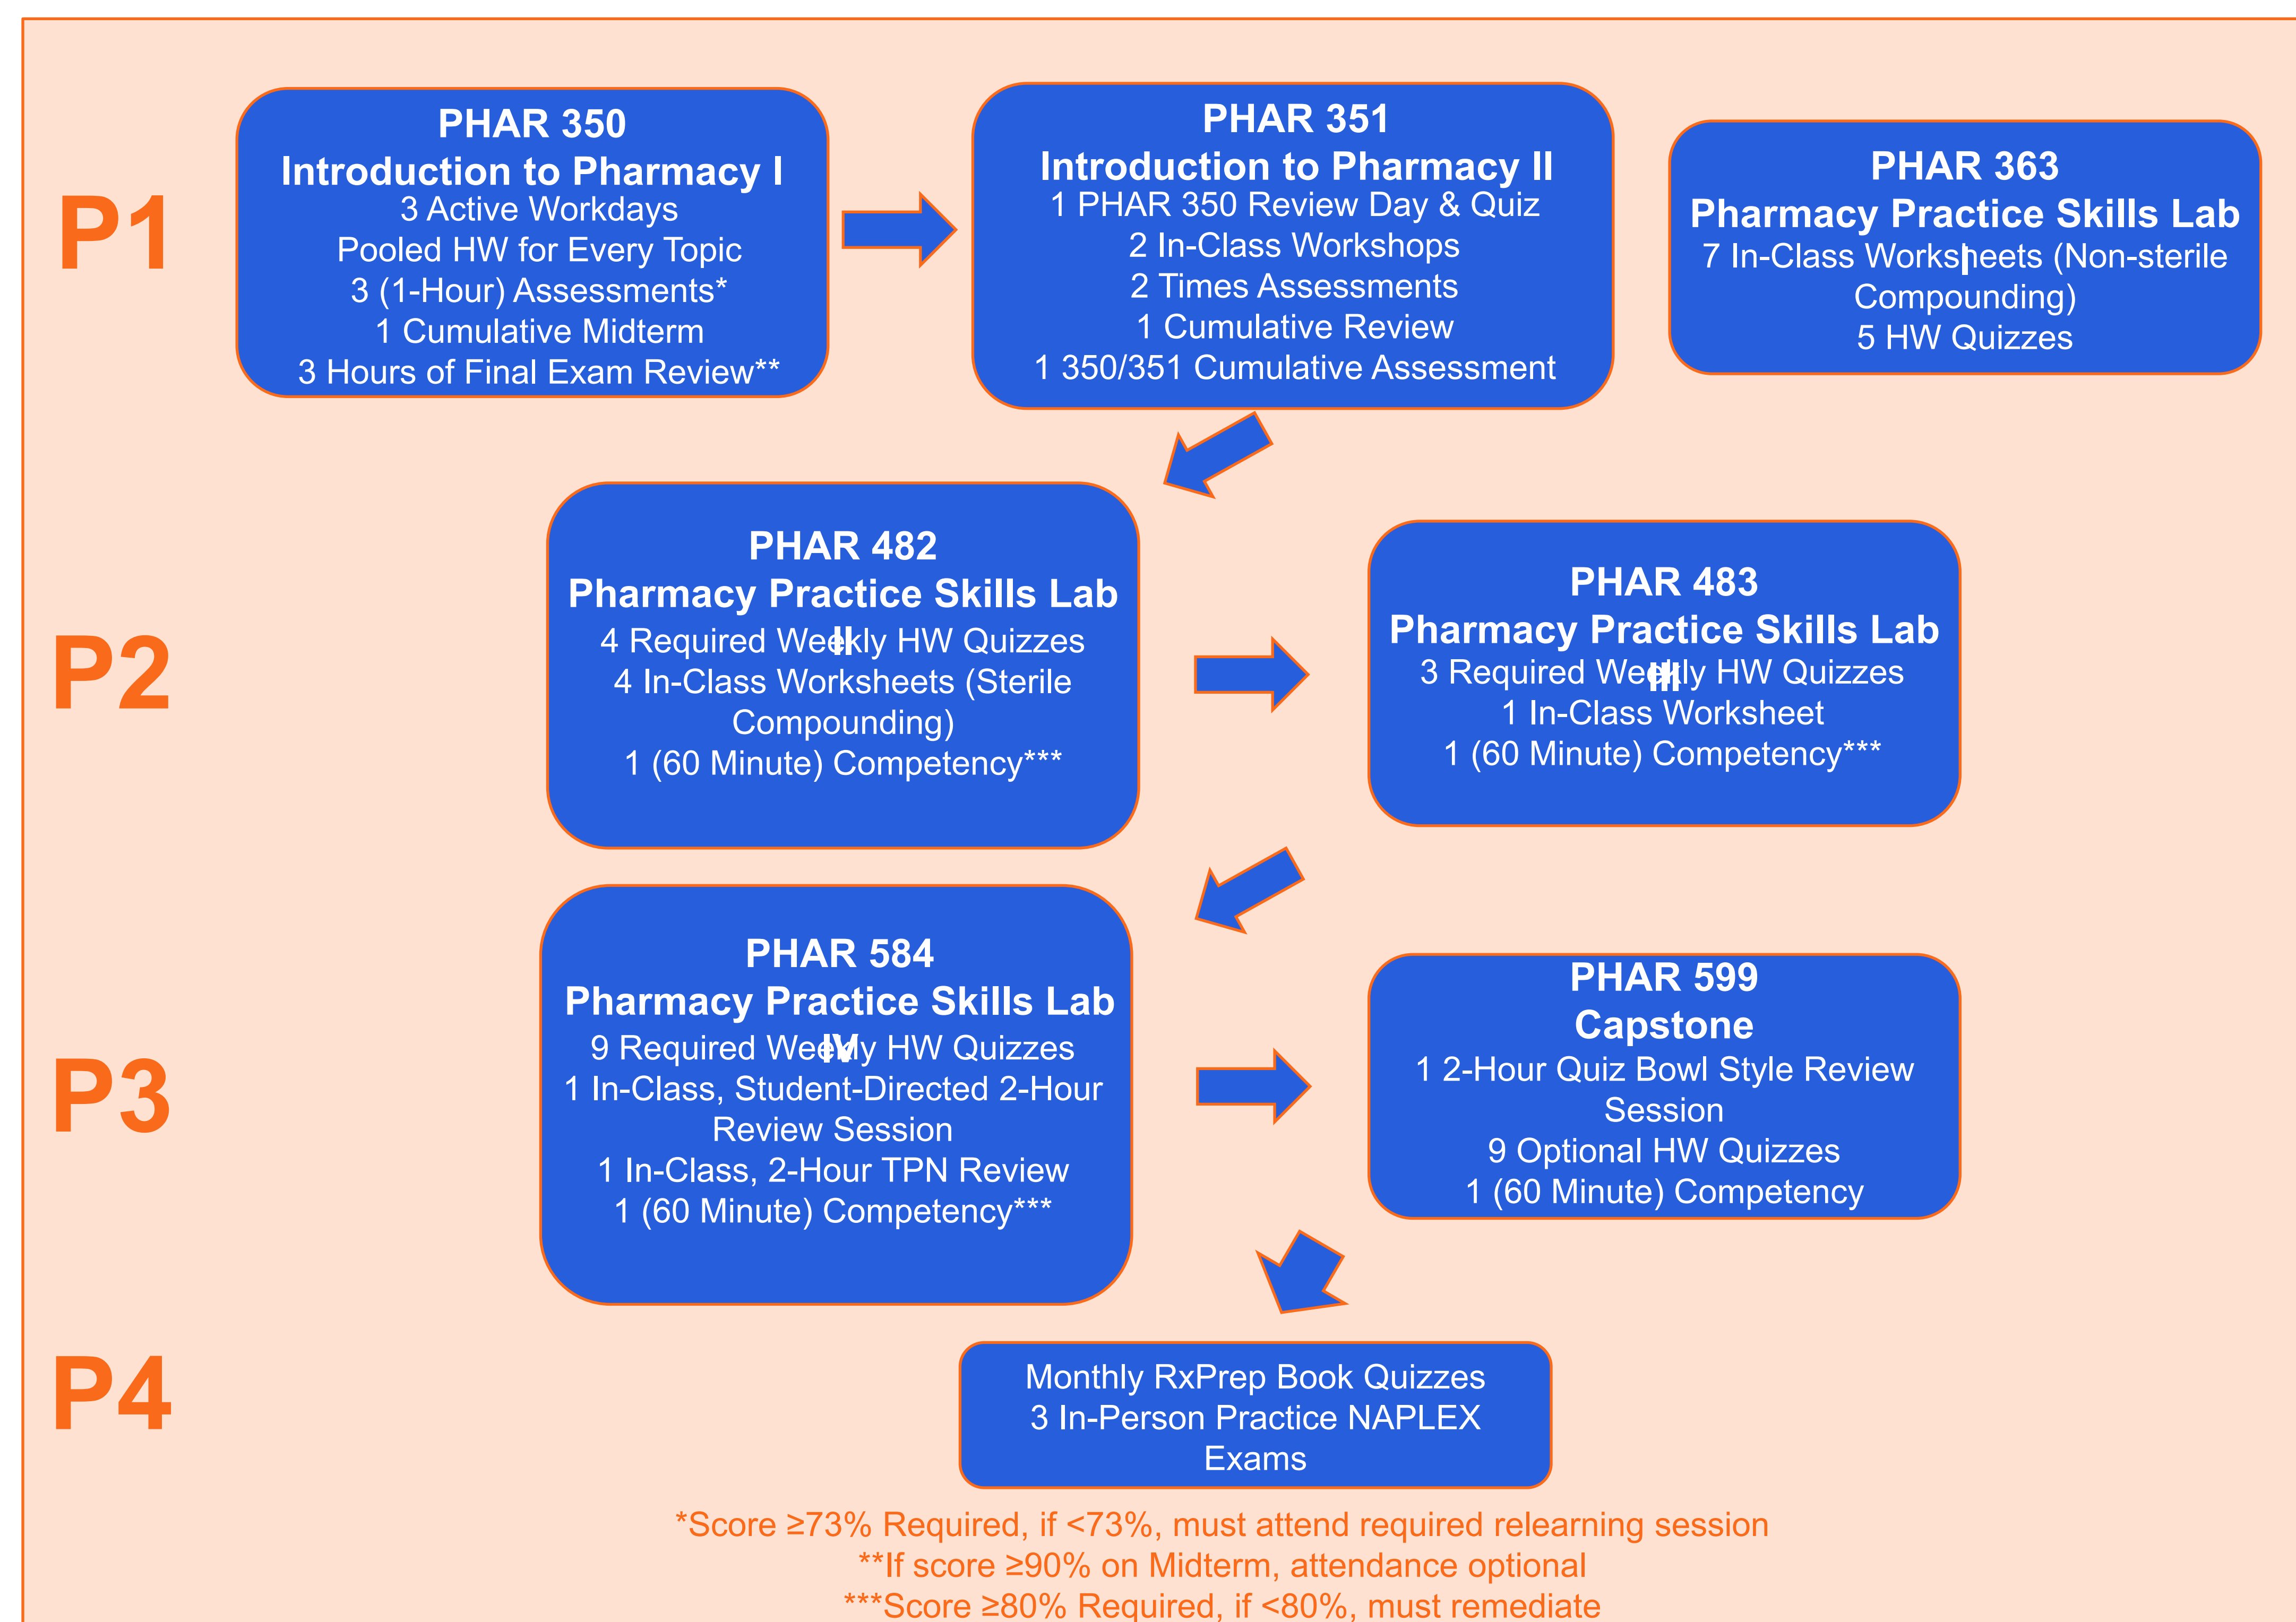 P1
PHAR 350
Introduction to Pharmacy I
3 Active Workdays
Pooled HW for Every Topic
3 (1-Hour) Assessments*
1 Cumulative Midterm
3 Hours of Final Exam Review**
PHAR 351
Introduction to Pharmacy II
1 PHAR 350 Review Day & Quiz
2 In-Class Workshops
2 Times Assessments
1 Cumulative Review
1 350/351 Cumulative Assessment
PHAR 363
Pharmacy Practice Skills Lab
I
7 In-Class Worksheets (Non-sterile
Compounding)
5 HW Quizzes
P2
PHAR 482
Pharmacy Practice Skills Lab
II
4 Required Weekly HW Quizzes
4 In-Class Worksheets (Sterile
Compounding)
1 (60 Minute) Competency***
PHAR 483
Pharmacy Practice Skills Lab
III
3 Required Weekly HW Quizzes
1 In-Class Worksheet
1 (60 Minute) Competency***
P3
PHAR 584
Pharmacy Practice Skills Lab
IV
9 Required Weekly HW Quizzes
1 In-Class, Student-Directed 2-Hour
Review Session
1 In-Class, 2-Hour TPN Review
1 (60 Minute) Competency***
PHAR 599
Capstone
1 2-Hour Quiz Bowl Style Review
Session
9 Optional HW Quizzes
1 (60 Minute) Competency
P4
Monthly RxPrep Book Quizzes
3 In-Person Practice NAPLEX
Exams
*Score ≥73% Required, if <73%, must attend required relearning session
**If score ≥90% on Midterm, attendance optional
***Score ≥80% Required, if <80%, must remediate